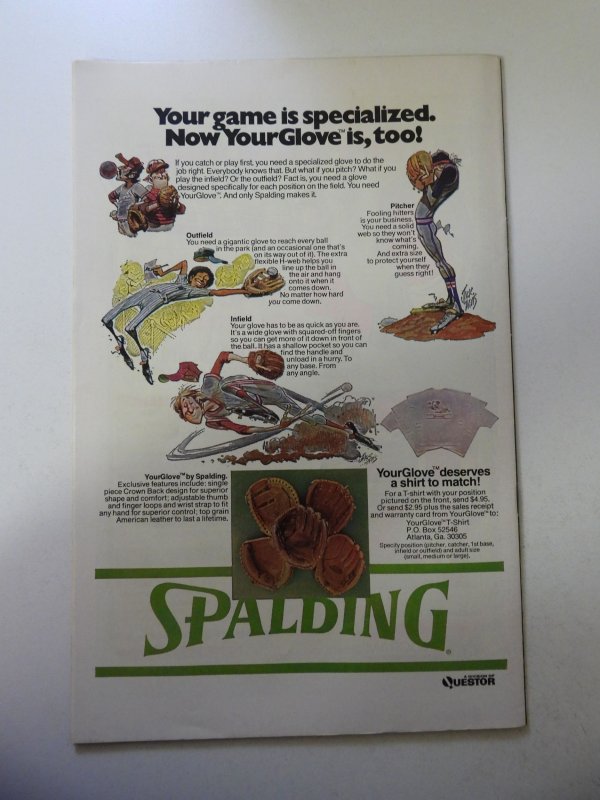 Your game is specialized.
Now YourGlove™ is, too!
If you catch or play first, you need a specialized glove to do the
job right. Everybody knows that. But what if you pitch? What if you
play the infield? Or the outfield? Fact is, you need a glove
designed specifically for each position on the field. You need
YourGlove™. And only Spalding makes it.
Pitcher
Fooling hitters
is your business.
You need a solid
web so they won't
know what's
coming.
And extra size
to protect yourself
when they
guess right!
Outfield
You need a gigantic glove to reach every ball
in the park (and an occasional one that's
on its way out of it). The extra
flexible H-web helps you
line up the ball in
the air and hang
onto it when it
comes down.
No matter how hard
you come down.
Infield
Your glove has to be as quick as you are.
It's a wide glove with squared-off fingers
so you can get more of it down in front of
the ball. It has a shallow pocket so you can
find the handle and
unload in a hurry. To
any base. From
any angle.
YourGlove™ by Spalding.
Exclusive features include: single
piece Crown Back design for superior
shape and comfort; adjustable thumb
and finger loops and wrist strap to fit
any hand for superior control; top grain
American leather to last a lifetime.
YourGlove™ deserves
a shirt to match!
For a T-shirt with your position
pictured on the front, send $4.95.
Or send $2.95 plus the sales receipt
and warranty card from YourGlove™ to:
YourGlove™ T-Shirt
P.O. Box 52546
Atlanta, Ga. 30305
Specify position (pitcher, catcher, 1st base,
infield or outfield) and adult size
(small, medium or large).
SPALDING®
A DIVISION OF
QUESTOR